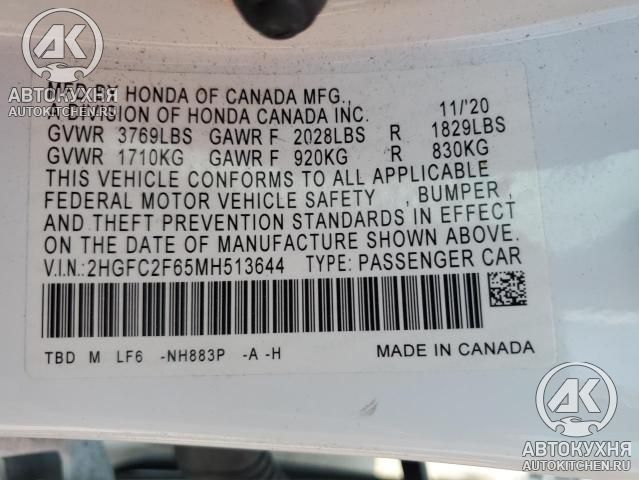 АВТОКУХНЯ
AUTOKITCHEN.RU
MFD. BY HONDA OF CANADA MFG.,
A DIVISION OF HONDA CANADA INC. 11/'20
GVWR 3769LBS GAWR F 2028LBS R 1829LBS
GVWR 1710KG GAWR F 920KG R 830KG
THIS VEHICLE CONFORMS TO ALL APPLICABLE
FEDERAL MOTOR VEHICLE SAFETY , BUMPER ,
AND THEFT PREVENTION STANDARDS IN EFFECT
ON THE DATE OF MANUFACTURE SHOWN ABOVE.
V.I.N.:2HGFC2F65MH513644 TYPE: PASSENGER CAR
TBD M LF6 -NH883P -A -H MADE IN CANADA
АК
АВТОКУХНЯ
AUTOKITCHEN.RU